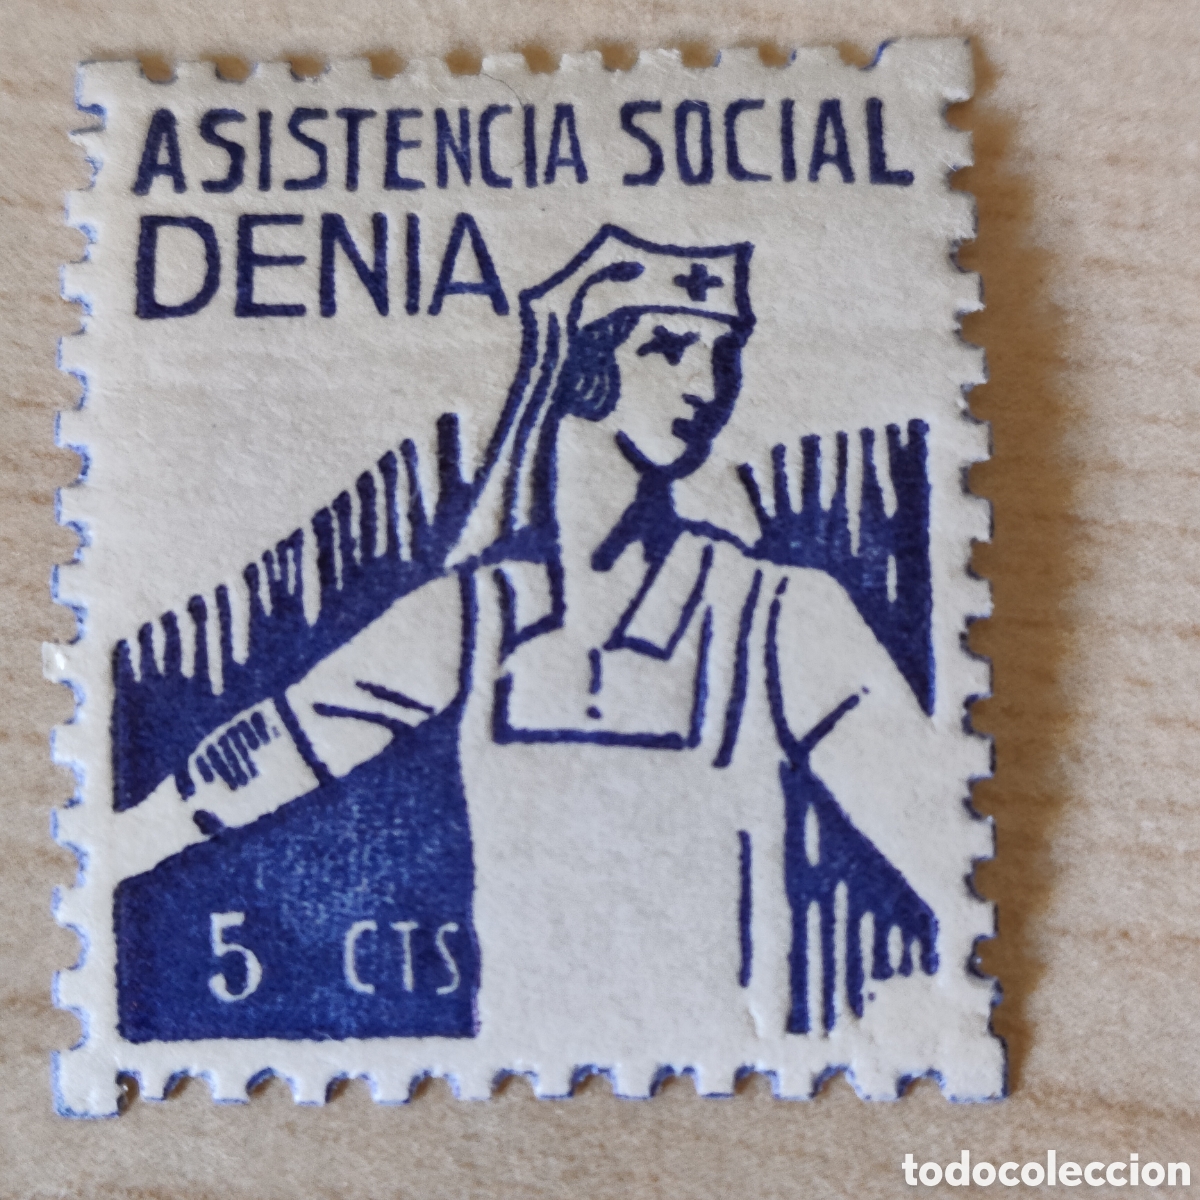 ASISTENCIA SOCIAL
DENIA
5 CTS
todocoleccion